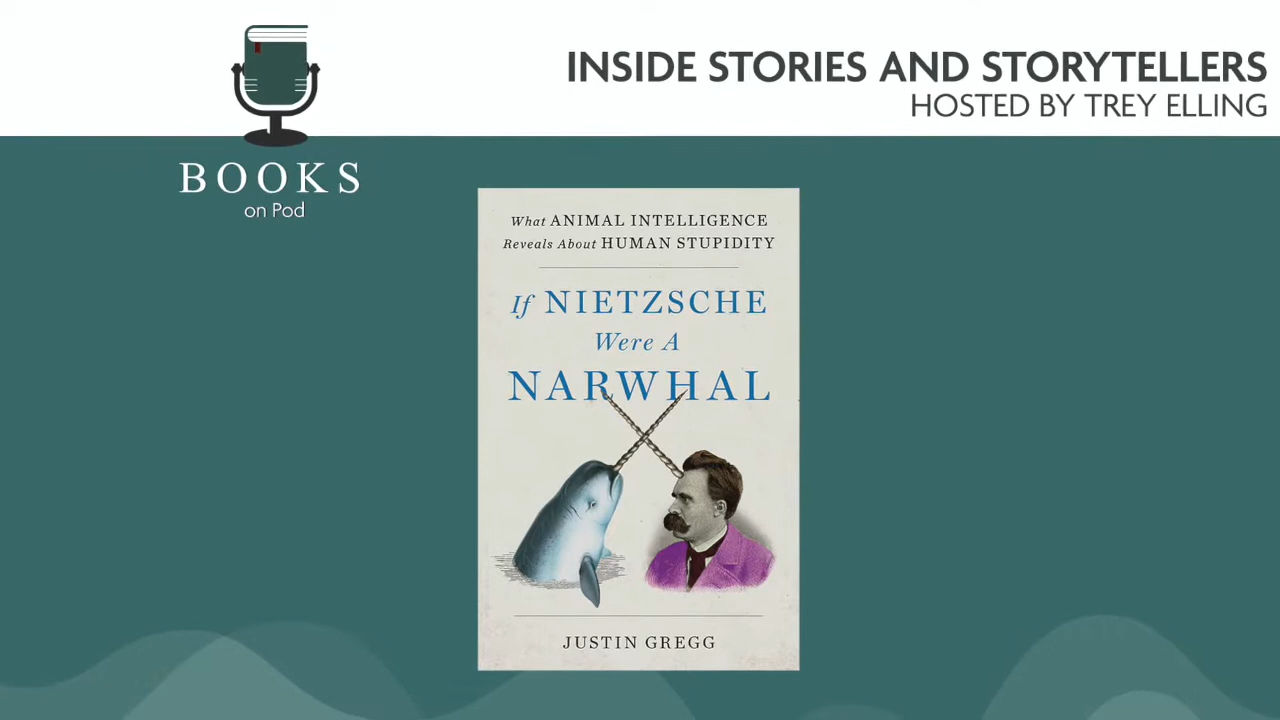 BOOKS
on Pod
INSIDE STORIES AND STORYTELLERS
HOSTED BY TREY ELLING
What ANIMAL INTELLIGENCE
Reveals About HUMAN STUPIDITY
If NIETZSCHE
Were A
NARWHAL
JUSTIN GREGG